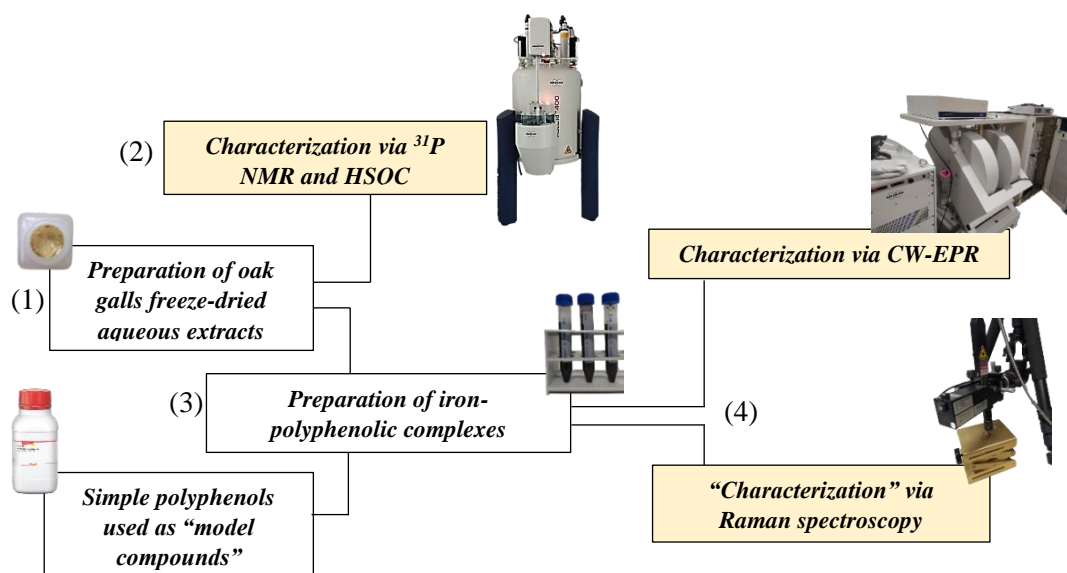 (2)
Characterization via ³¹P
NMR and HSQC
(1)
Preparation of oak
galls freeze-dried
aqueous extracts
Characterization via CW-EPR
(3)
Preparation of iron-
polyphenolic complexes
(4)
Simple polyphenols
used as “model
compounds”
“Characterization” via
Raman spectroscopy